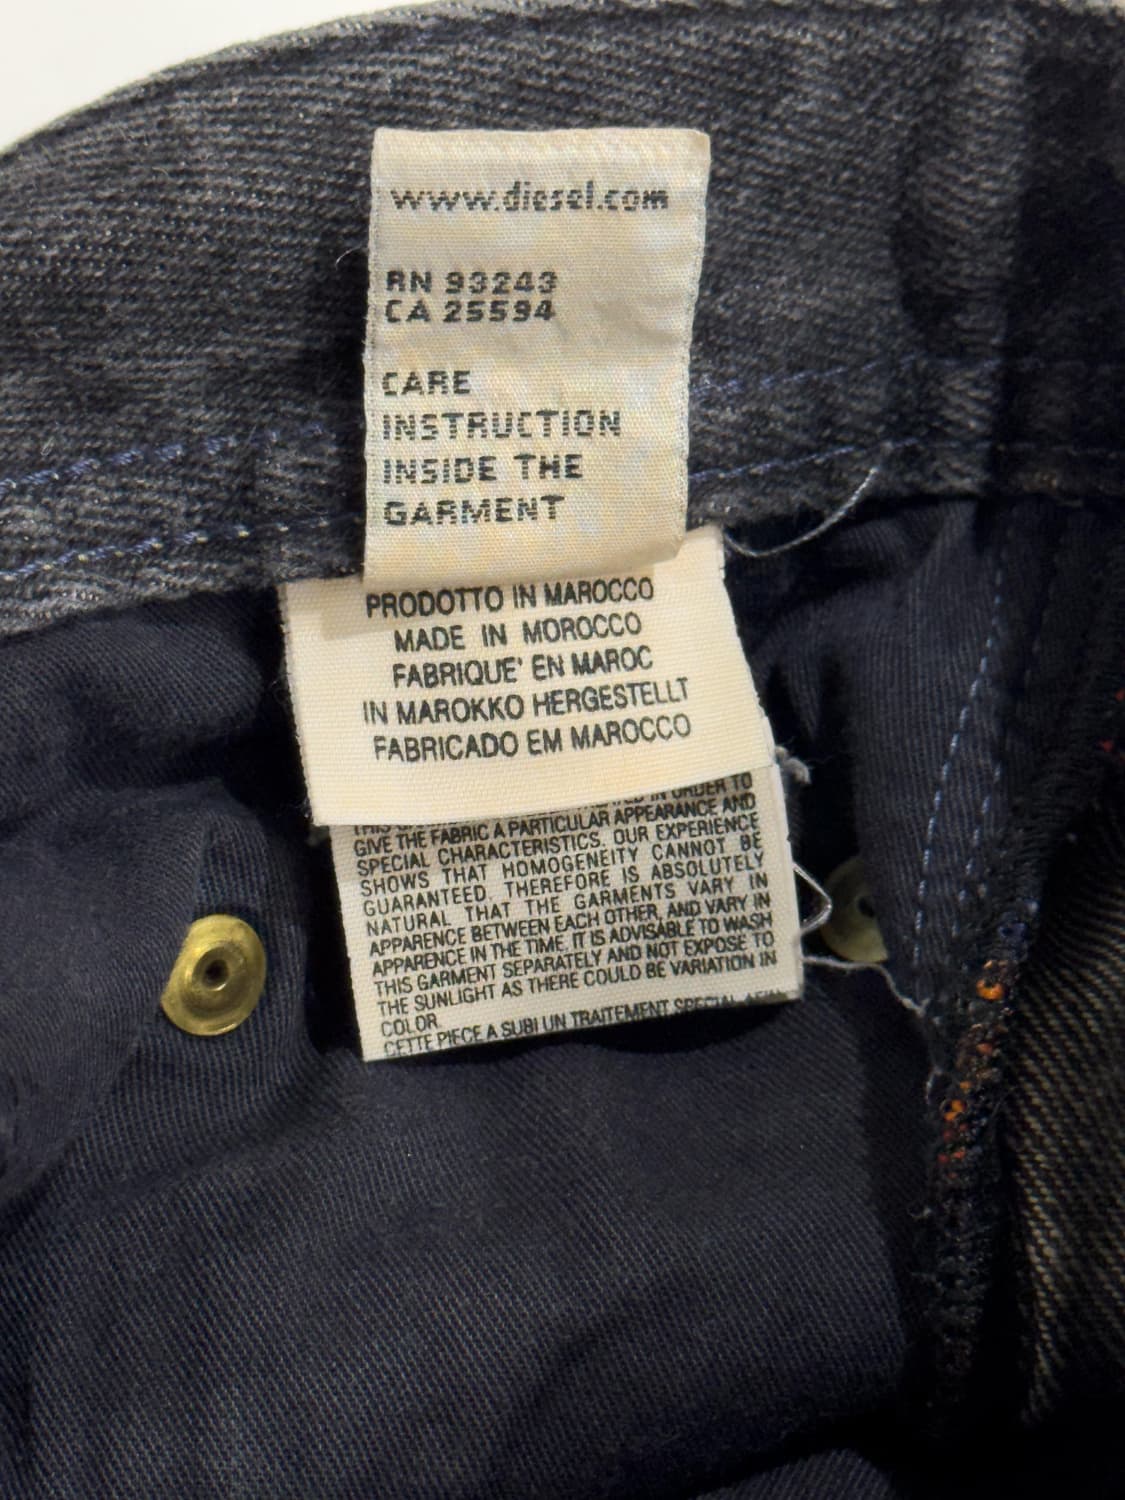 www.diesel.com
RN 93243
CA 25594
CARE
INSTRUCTION
INSIDE THE
GARMENT
PRODOTTO IN MAROCCO
MADE IN MOROCCO
FABRIQUE' EN MAROC
IN MAROKKO HERGESTELLT
FABRICADO EM MAROCCO
IN ORDER TO
GIVE THE FABRIC A PARTICULAR APPEARANCE AND
SPECIAL CHARACTERISTICS. OUR EXPERIENCE
SHOWS THAT HOMOGENEITY CANNOT BE
GUARANTEED. THEREFORE IS ABSOLUTELY
NATURAL THAT THE GARMENTS VARY IN
APPARENCE BETWEEN EACH OTHER, AND VARY IN
APPARENCE IN THE TIME. IT IS ADVISABLE TO WASH
THIS GARMENT SEPARATELY AND NOT EXPOSE TO
THE SUNLIGHT AS THERE COULD BE VARIATION IN
COLOR.
CETTE PIECE A SUBI UN TRAITEMENT SPECIAL AFIN